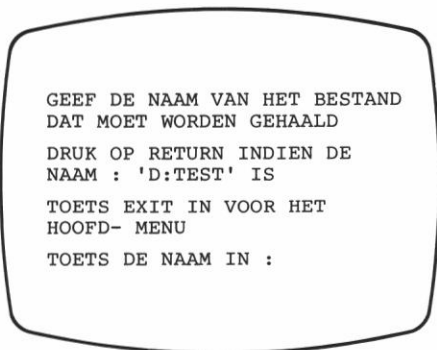 GEEF DE NAAM VAN HET BESTAND
DAT MOET WORDEN GEHAALD
DRUK OP RETURN INDIEN DE
NAAM : 'D:TEST' IS
TOETS EXIT IN VOOR HET
HOOFD- MENU
TOETS DE NAAM IN :